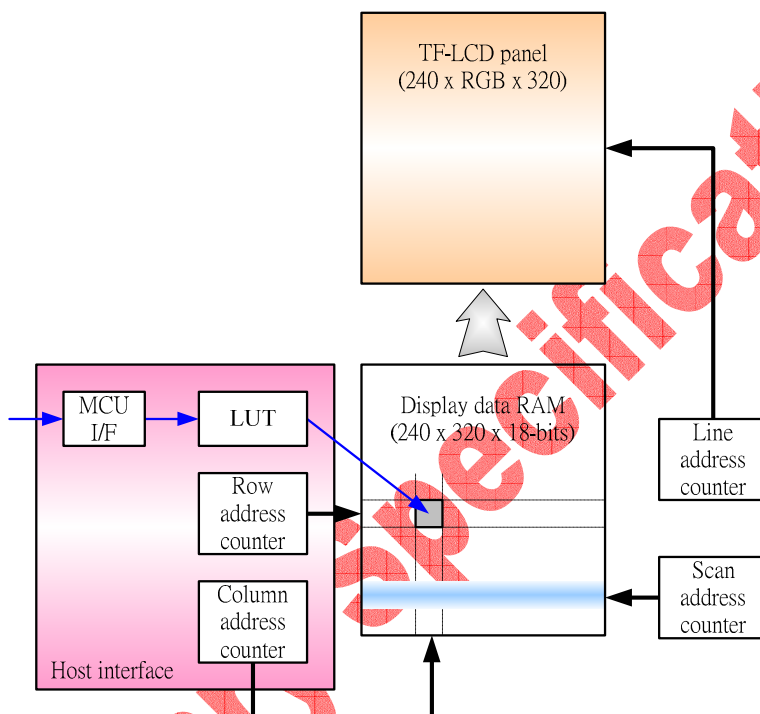 TF-LCD panel
(240 x RGB x 320)
MCU
I/F
LUT
Display data RAM
(240 x 320 x 18-bits)
Line
address
counter
Row
address
counter
Scan
address
counter
Column
address
counter
Host interface